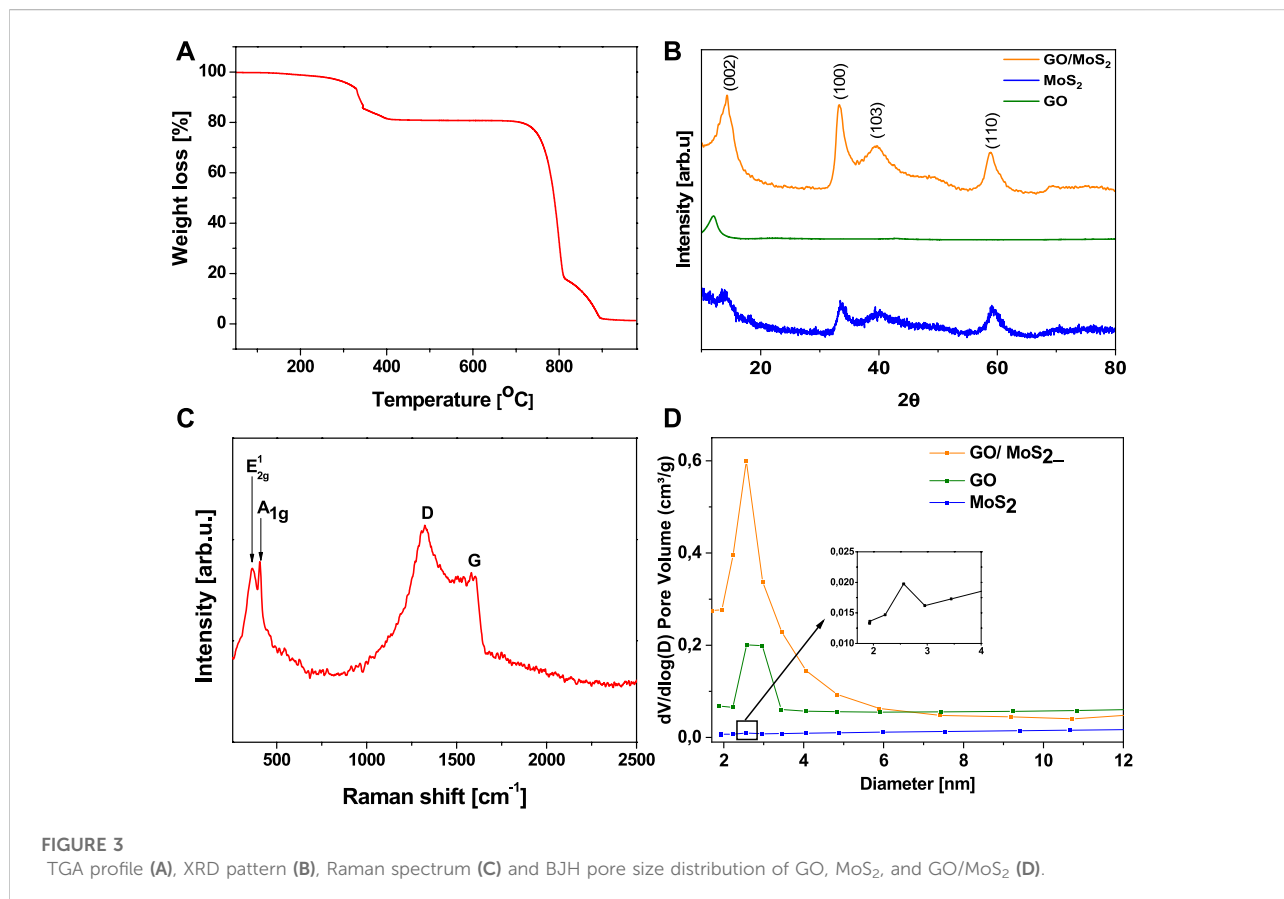 A
100
80
60
40
20
0
Weight loss [%]
200
400
600
800
Temperature [°C]
B
(002)
(100)
(103)
(110)
GO/MoS₂
MoS₂
GO
Intensity [arb.u]
20
40
60
80
2θ
C
E¹₂g
A₁g
D
G
Intensity [arb.u.]
500
1000
1500
2000
2500
Raman shift [cm⁻¹]
D
0,6
0,4
0,2
0,0
dV/dlog(D) Pore Volume (cm³/g)
GO/ MoS₂_
GO
MoS₂
0,025
0,020
0,015
0,010
2
3
4
2
4
6
8
10
12
Diameter [nm]
FIGURE 3
TGA profile (A), XRD pattern (B), Raman spectrum (C) and BJH pore size distribution of GO, MoS₂, and GO/MoS₂ (D).